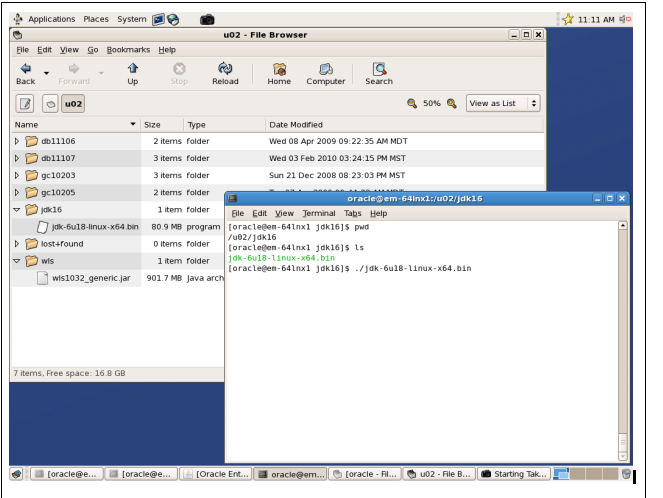 Applications Places System 11:11 AM
u02 - File Browser
File Edit View Go Bookmarks Help
Back Forward Up Stop Reload Home Computer Search
u02 50% View as List
Name Size Type Date Modified
db11106 2 items folder Wed 08 Apr 2009 09:22:35 AM MDT
db11107 3 items folder Wed 03 Feb 2010 03:24:15 PM MST
gc10203 3 items folder Sun 21 Dec 2008 08:23:03 PM MST
gc10205 2 items folder
jdk16 1 item folder
jdk-6u18-linux-x64.bin 80.9 MB program
lost+found 0 items folder
wls 1 item folder
wls1032_generic.jar 901.7 MB Java arch
7 items, Free space: 16.8 GB
oracle@em-64lnx1:/u02/jdk16
File Edit View Terminal Tabs Help
[oracle@em-64lnx1 jdk16]$ pwd
/u02/jdk16
[oracle@em-64lnx1 jdk16]$ ls
jdk-6u18-linux-x64.bin
[oracle@em-64lnx1 jdk16]$ ./jdk-6u18-linux-x64.bin
[oracle@e... [oracle@e... [Oracle Ent... oracle@em... [oracle - Fil... u02 - File B... Starting Tak...